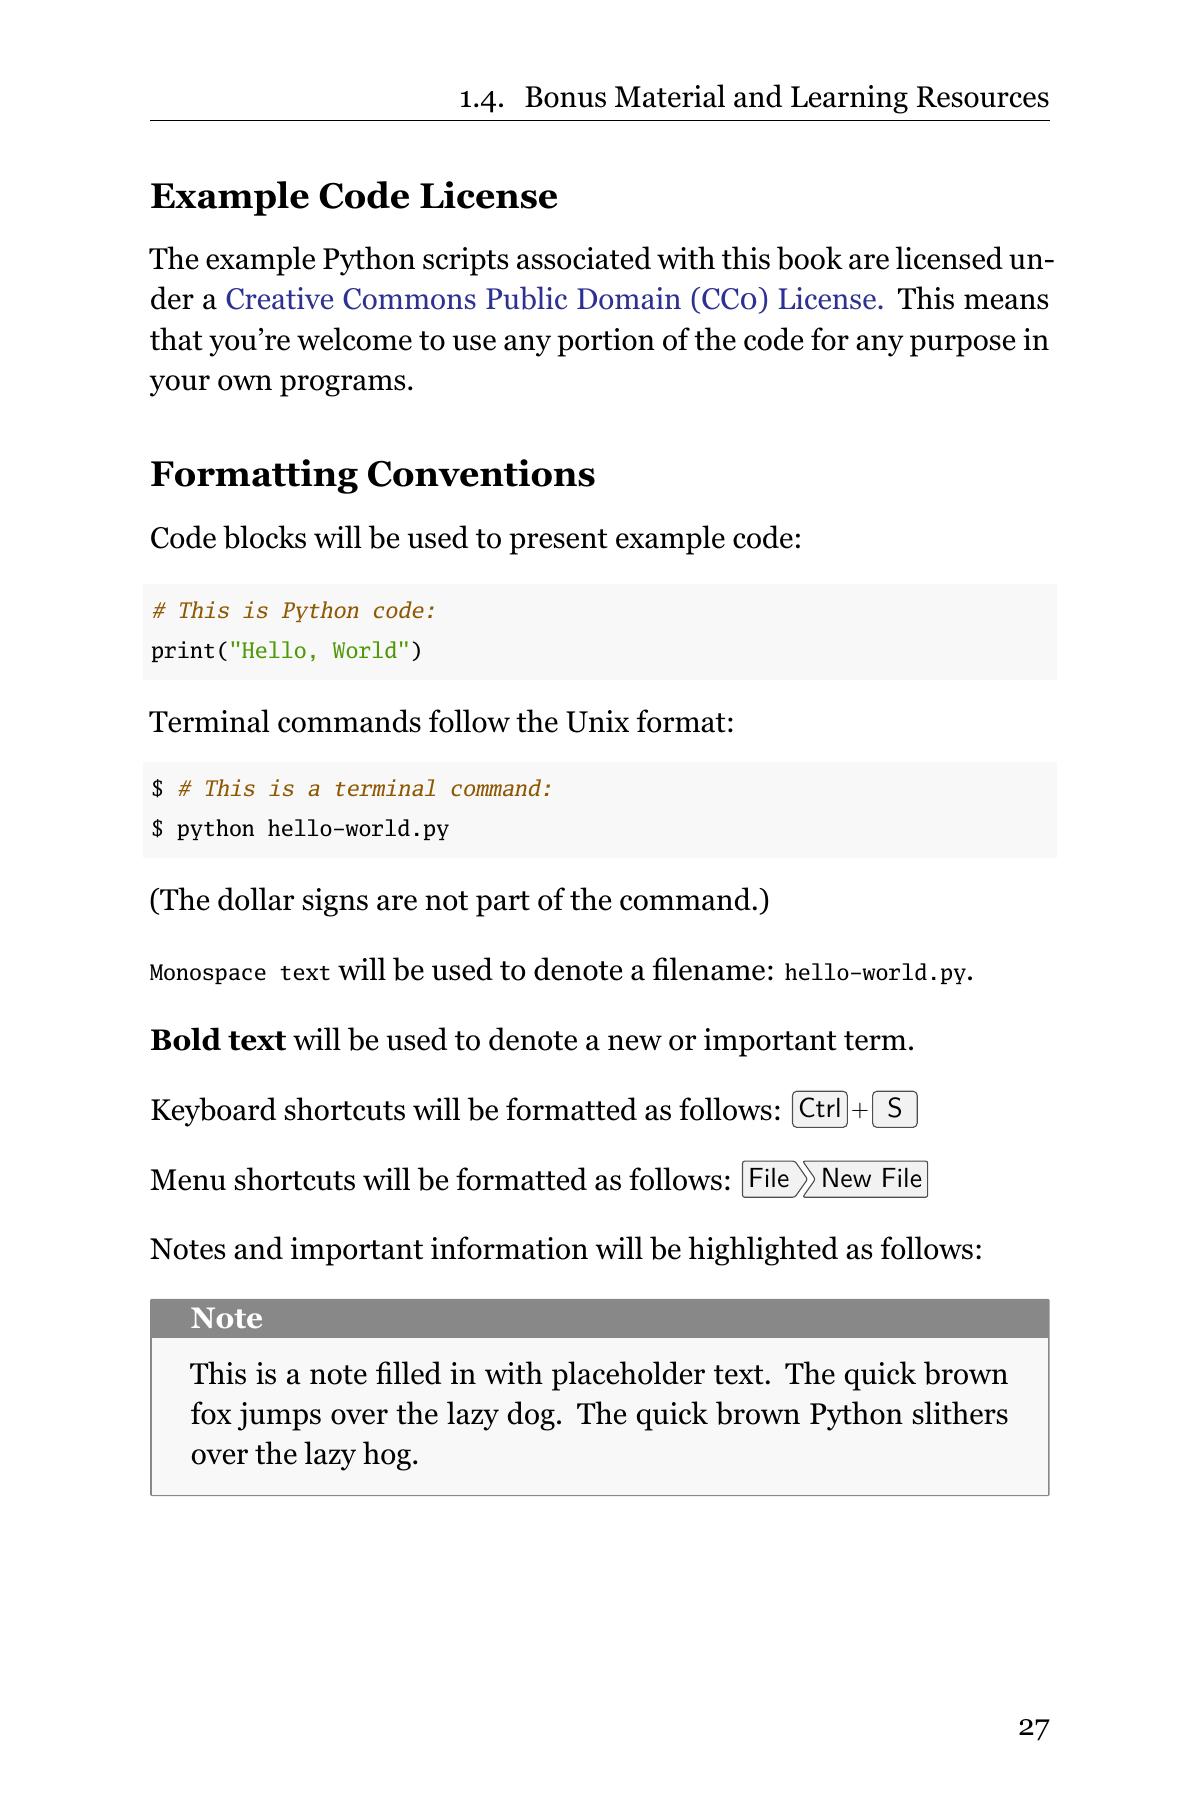 1.4. Bonus Material and Learning Resources
Example Code License
The example Python scripts associated with this book are licensed un-
der a Creative Commons Public Domain (CC0) License. This means
that you’re welcome to use any portion of the code for any purpose in
your own programs.
Formatting Conventions
Code blocks will be used to present example code:
# This is Python code:
print("Hello, World")
Terminal commands follow the Unix format:
$ # This is a terminal command:
$ python hello-world.py
(The dollar signs are not part of the command.)
Monospace text will be used to denote a filename: hello-world.py.
Bold text will be used to denote a new or important term.
Keyboard shortcuts will be formatted as follows: Ctrl + S
Menu shortcuts will be formatted as follows: File New File
Notes and important information will be highlighted as follows:
Note
This is a note filled in with placeholder text. The quick brown
fox jumps over the lazy dog. The quick brown Python slithers
over the lazy hog.
27